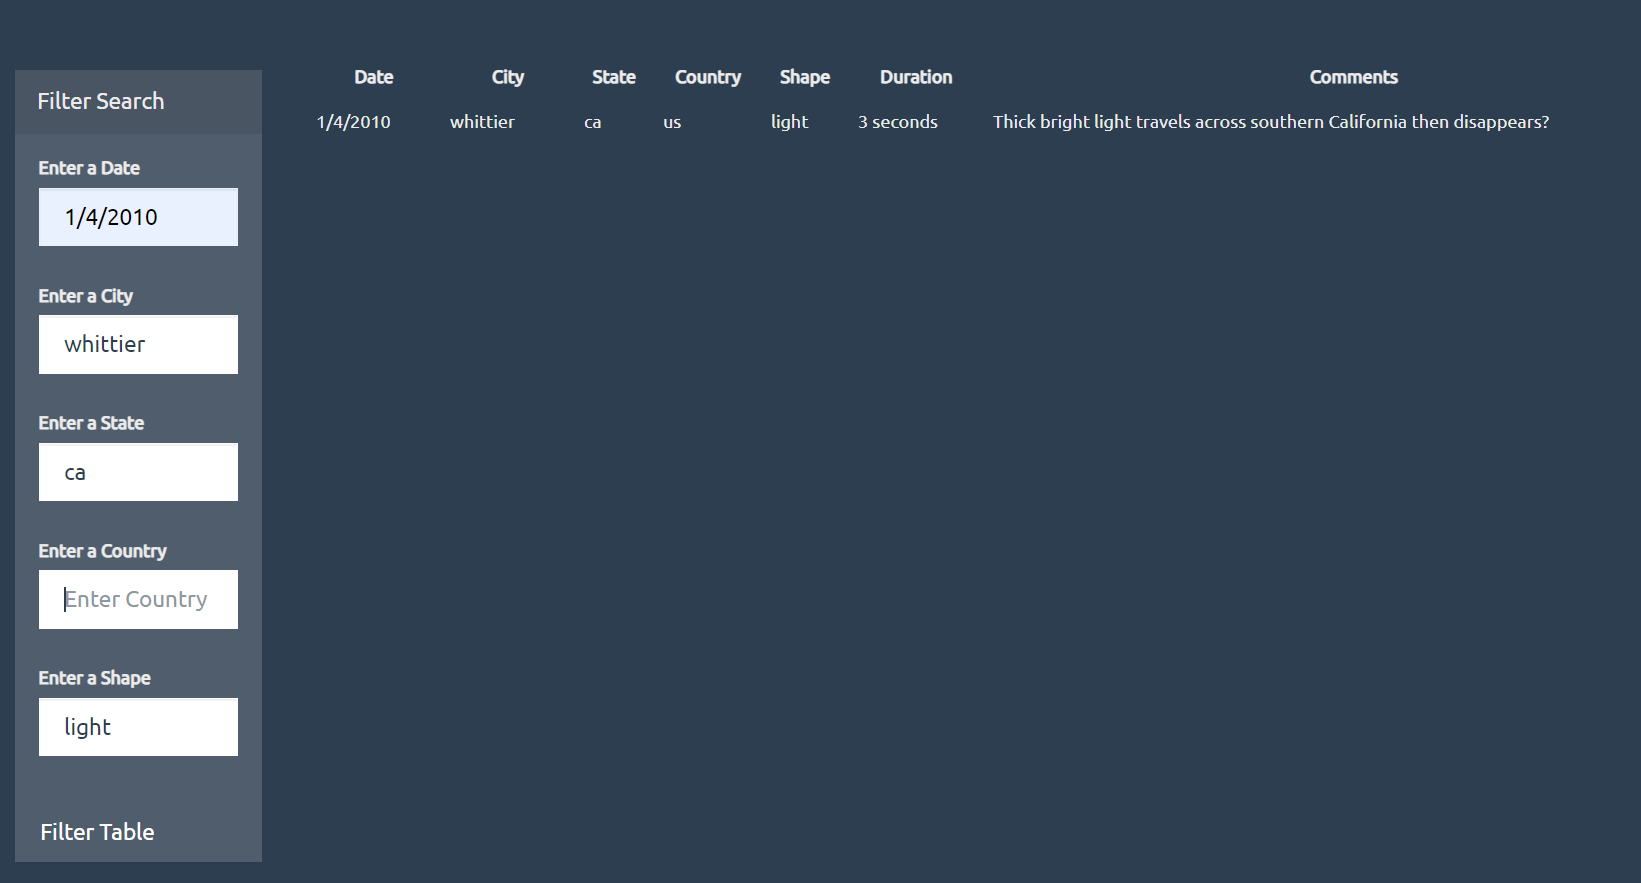 Filter Search
Enter a Date
1/4/2010
Enter a City
whittier
Enter a State
ca
Enter a Country
Enter Country
Enter a Shape
light
Filter Table
Date City State Country Shape Duration Comments
1/4/2010 whittier ca us light 3 seconds Thick bright light travels across southern California then disappears?